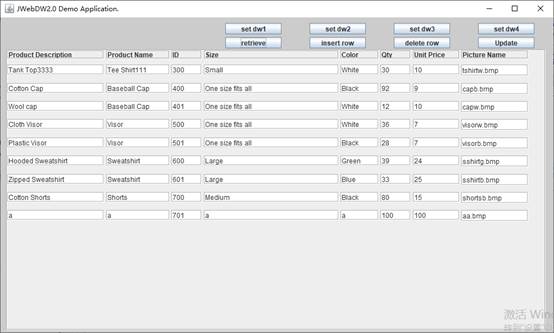 JWebDW2.0 Demo Application.
set dw1 set dw2 set dw3 set dw4
retrieve insert row delete row Update
Product Description Product Name ID Size Color Qty Unit Price Picture Name
Tank Top3333 Tee Shirt111 300 Small White 30 10 tshirtw.bmp
Cotton Cap Baseball Cap 400 One size fits all Black 92 9 capb.bmp
Wool cap Baseball Cap 401 One size fits all White 12 10 capw.bmp
Cloth Visor Visor 500 One size fits all White 36 7 visorw.bmp
Plastic Visor Visor 501 One size fits all Black 28 7 visorb.bmp
Hooded Sweatshirt Sweatshirt 600 Large Green 39 24 sshirtg.bmp
Zipped Sweatshirt Sweatshirt 601 Large Blue 33 25 sshirtb.bmp
Cotton Shorts Shorts 700 Medium Black 80 15 shortsb.bmp
a a 701 a a 100 100 aa.bmp
激活 Win